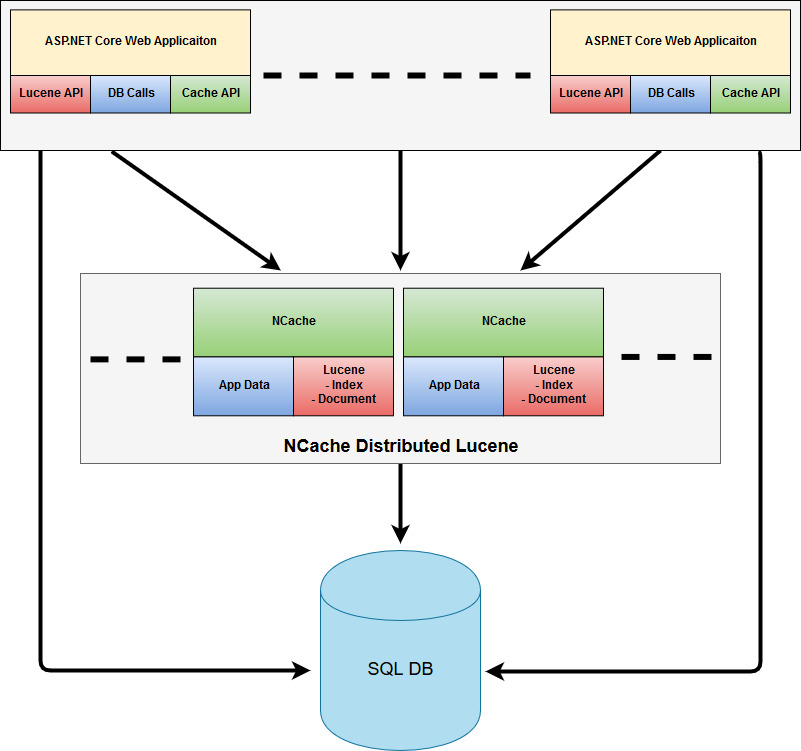 ASP.NET Core Web Applicaiton
ASP.NET Core Web Applicaiton
Lucene API
DB Calls
Cache API
Lucene API
DB Calls
Cache API
NCache
NCache
App Data
Lucene
- Index
- Document
App Data
Lucene
- Index
- Document
NCache Distributed Lucene
SQL DB